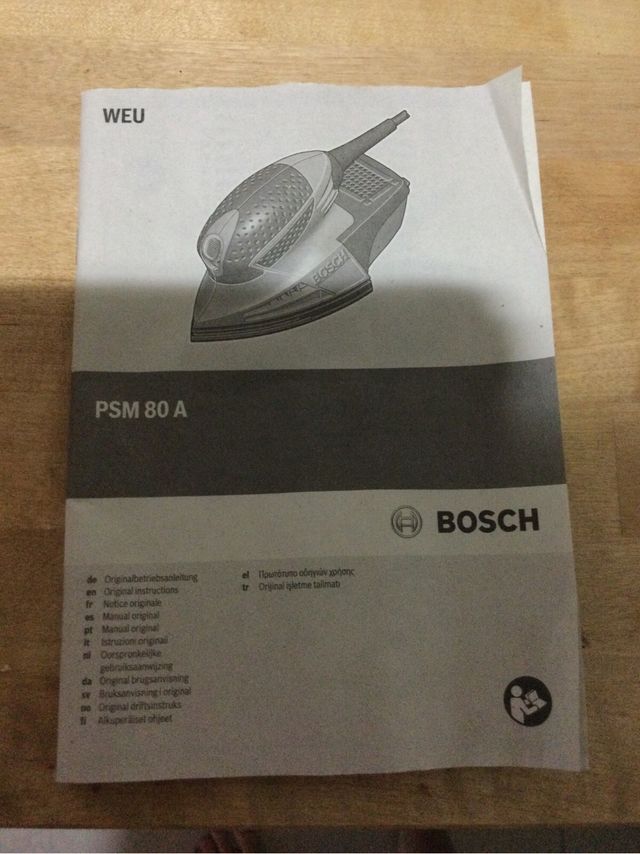 WEU
BOSCH
PSM 80 A
BOSCH
de Originalbetriebsanleitung
en Original instructions
fr Notice originale
es Manual original
pt Manual original
it Istruzioni originali
nl Oorspronkelijke
gebruiksaanwijzing
da Original brugsanvisning
sv Bruksanvisning i original
no Original driftsinstruks
fi Alkuperäiset ohjeet
el Πρωτότυπο οδηγιών χρήσης
tr Orijinal işletme talimatı